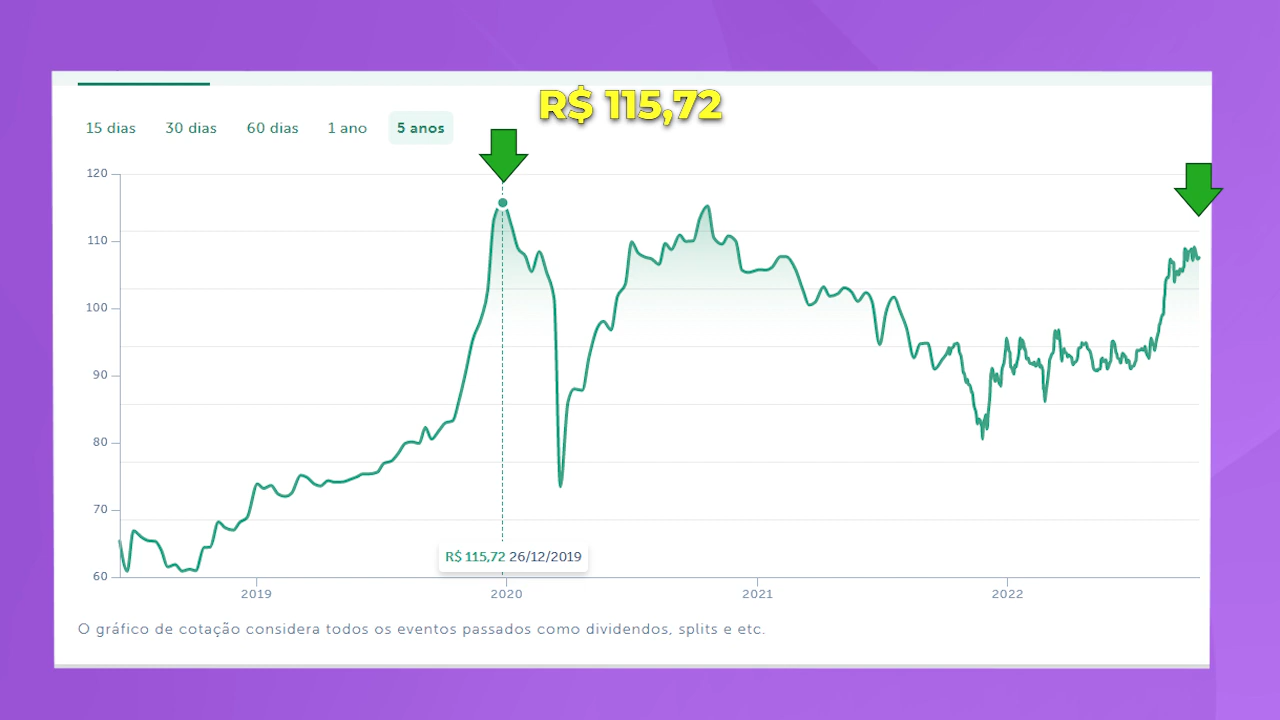 R$ 115,72
15 dias 30 dias 60 dias 1 ano 5 anos
120
110
100
90
80
70
60
R$ 115,72 26/12/2019
2019 2020 2021 2022
O gráfico de cotação considera todos os eventos passados como dividendos, splits e etc.